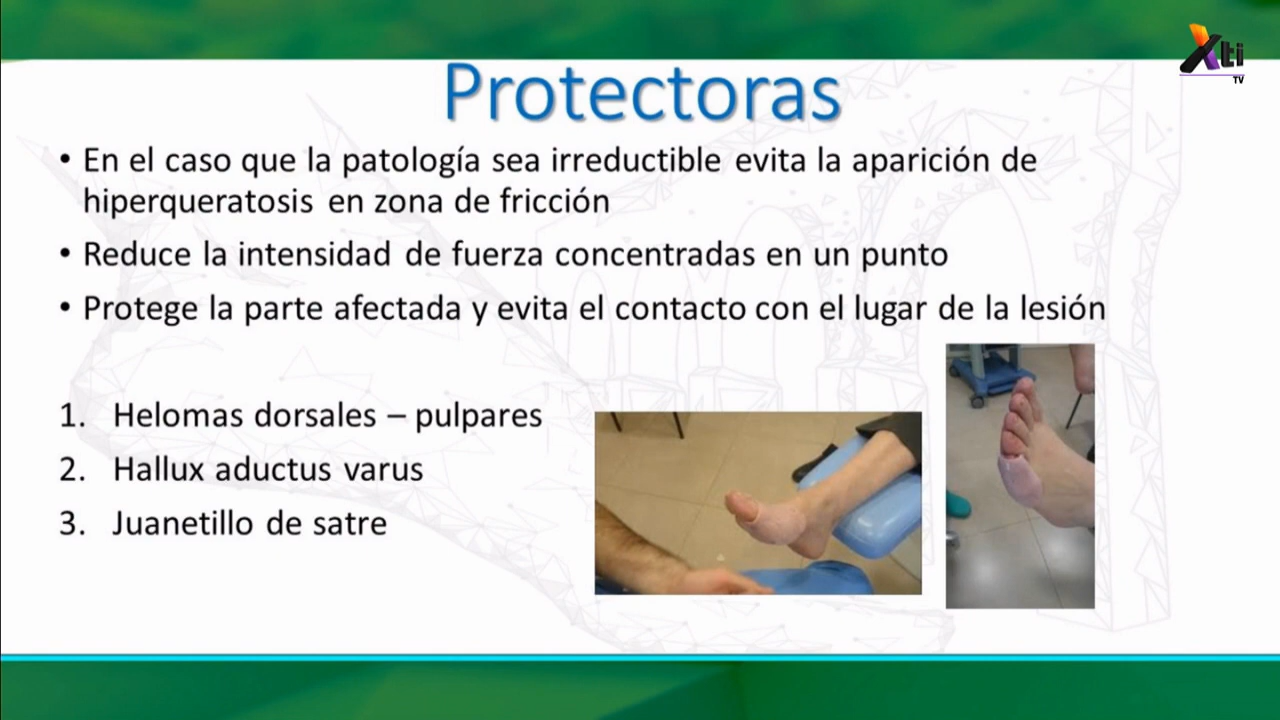 Xti
TV
Protectoras
• En el caso que la patología sea irreductible evita la aparición de
hiperqueratosis en zona de fricción
• Reduce la intensidad de fuerza concentradas en un punto
• Protege la parte afectada y evita el contacto con el lugar de la lesión
1. Helomas dorsales – pulpares
2. Hallux aductus varus
3. Juanetillo de satre